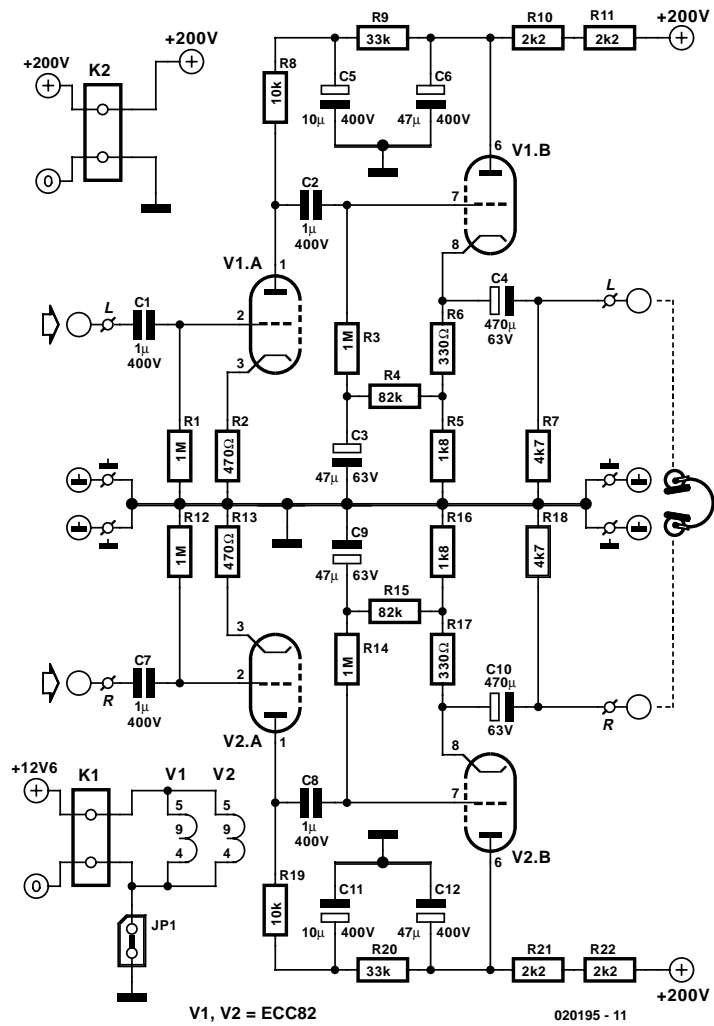 R9
R10
R11
33k
2k2
2k2
+200V
+200V
K2
+200V
R8
10k
C5
C6
10µ
400V
47µ
400V
0
6
V1.B
C2
7
1µ
400V
8
V1.A
1
C4
L
C1
L
2
R3
1M
R6
330Ω
470µ
63V
1µ
400V
3
R4
82k
R1
1M
R2
470Ω
C3
R5
1k8
R7
4k7
47µ
63V
R12
1M
R13
470Ω
C9
R16
1k8
R18
4k7
47µ
63V
R15
82k
3
R14
1M
R17
330Ω
C7
2
C10
470µ
R
1µ
400V
63V
R
V2.A
1
8
+12V6
K1
V1
V2
C8
7
5
5
1µ
400V
9
9
V2.B
4
4
6
0
R19
10k
C11
C12
JP1
10µ
400V
47µ
400V
R20
R21
R22
33k
2k2
2k2
+200V
V1, V2 = ECC82
020195 - 11